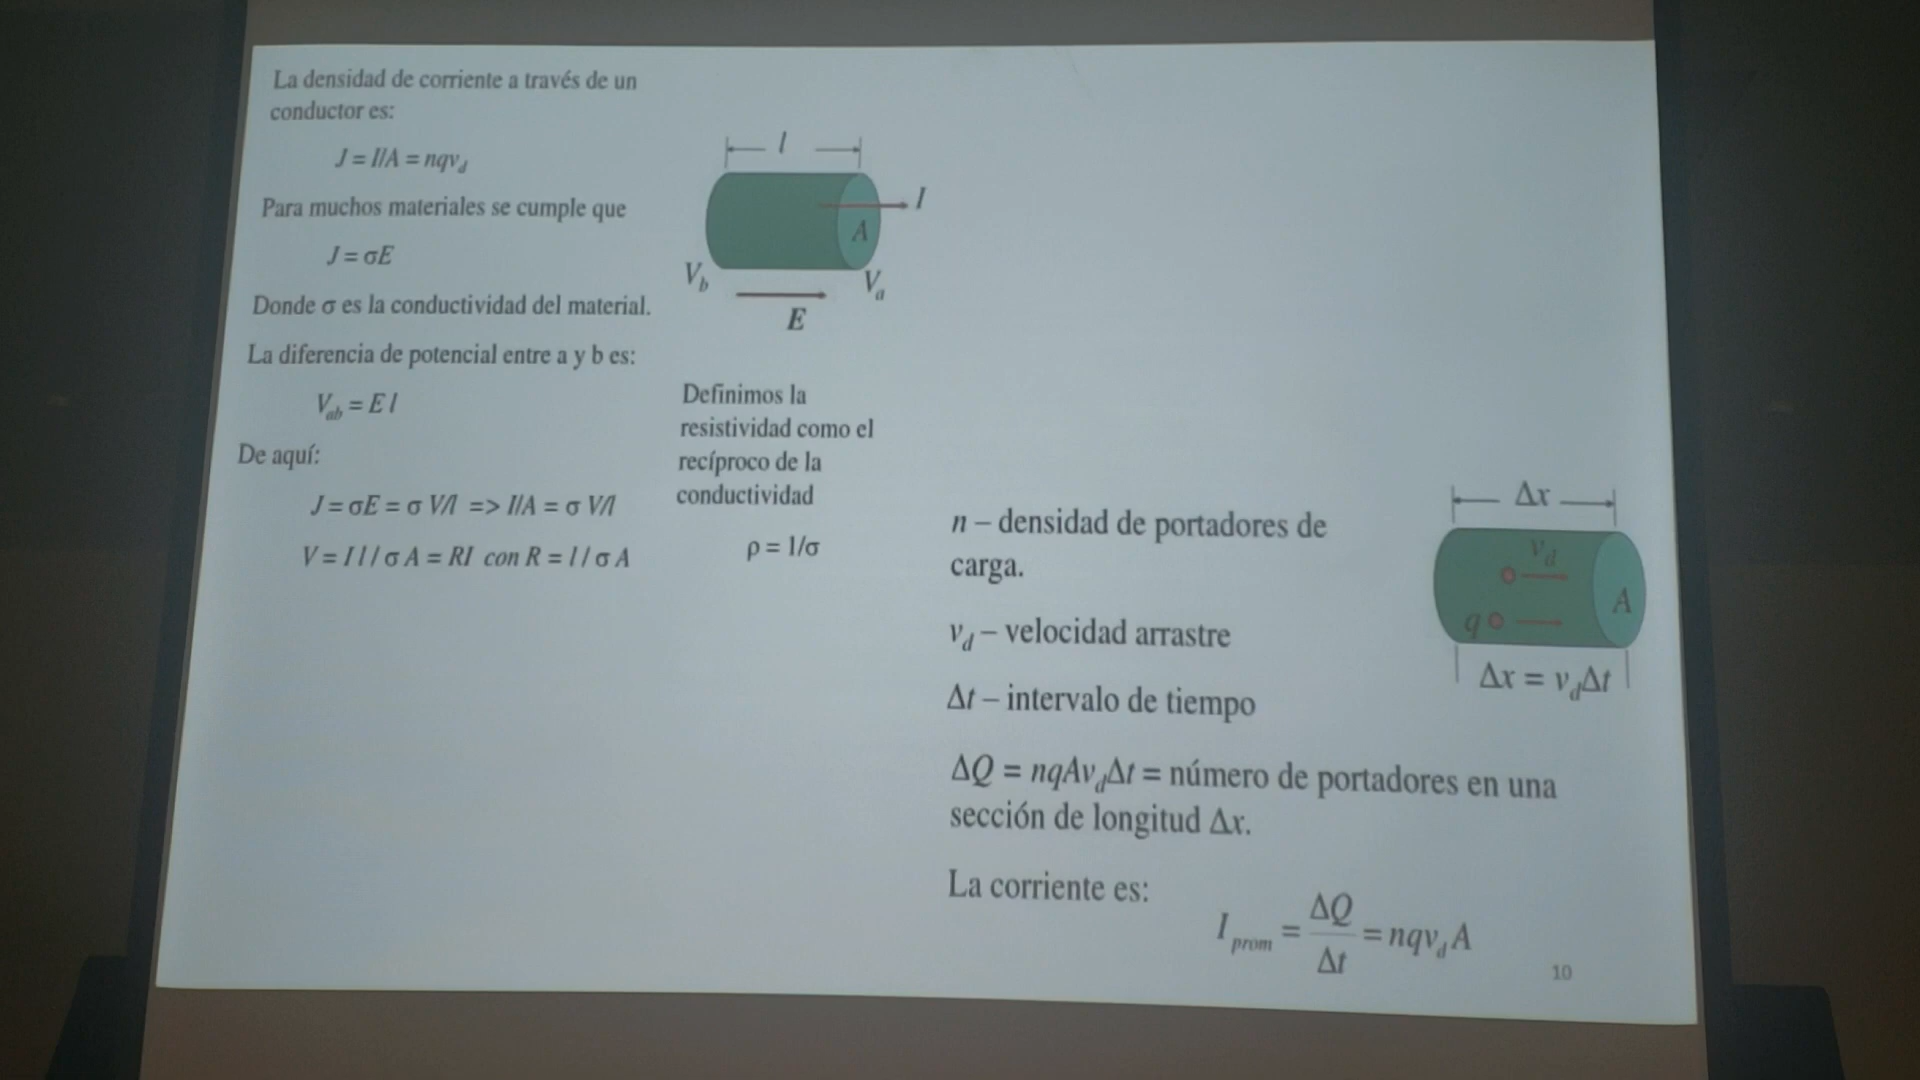 La densidad de corriente a través de un
conductor es:
J = I/A = nqv_d
Para muchos materiales se cumple que
J = σE
Donde σ es la conductividad del material.
La diferencia de potencial entre a y b es:
V_ab = E l
De aquí:
J = σE = σ V/l => I/A = σ V/l
V = I l / σ A = RI con R = l / σ A
l
I
A
V_b
V_a
E
Definimos la
resistividad como el
recíproco de la
conductividad
ρ = 1/σ
n – densidad de portadores de
carga.
v_d – velocidad arrastre
Δt – intervalo de tiempo
ΔQ = nqAv_dΔt = número de portadores en una
sección de longitud Δx.
La corriente es:
I_prom = ΔQ/Δt = nqv_d A
Δx
v_d
A
q
Δx = v_dΔt
10